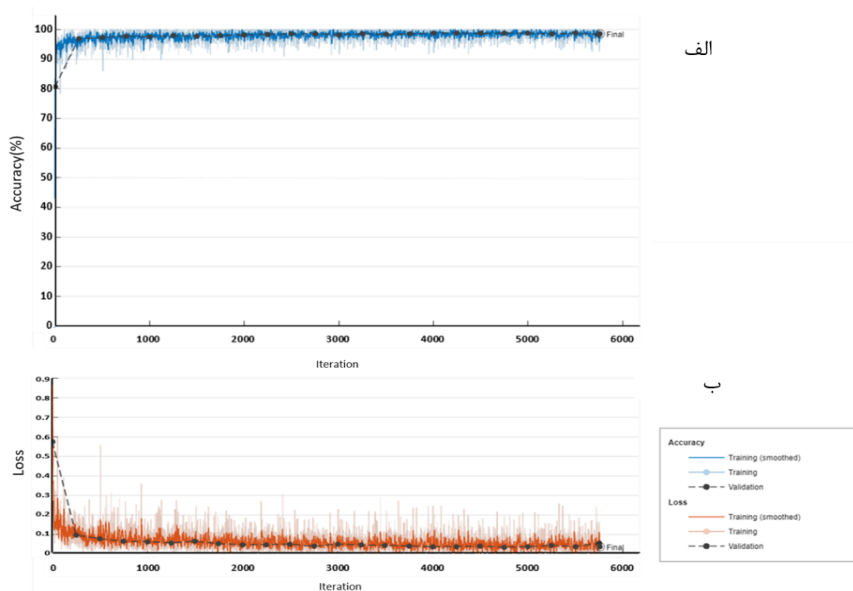 الف
100
90
80
70
60
50
40
30
20
10
0
Accuracy(%)
Final
0 1000 2000 3000 4000 5000 6000
Iteration
ب
0.9
0.8
0.7
0.6
0.5
0.4
0.3
0.2
0.1
0
Loss
Final
0 1000 2000 3000 4000 5000 6000
Iteration
Accuracy
Training (smoothed)
Training
Validation
Loss
Training (smoothed)
Training
Validation